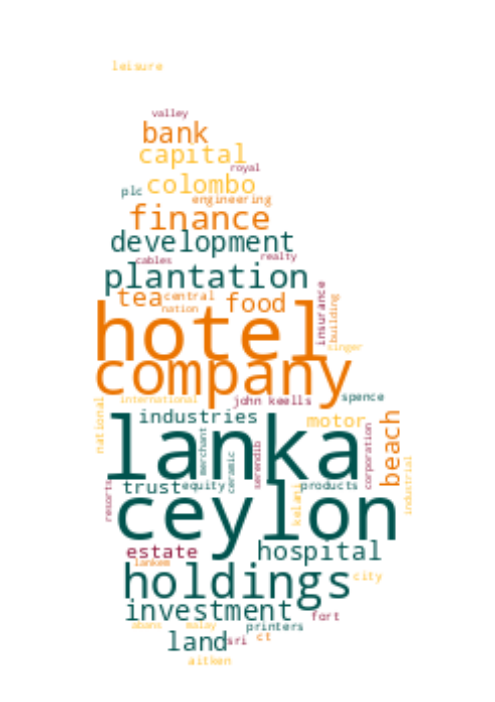 leisure
valley
bank
capital
royal
plc colombo
engineering
finance
development
cables realty
plantation
tea central food
nation
insurance
building
hotel
singer
company
international john keells spence
national
industries motor
lanka
merchant
ceramic
serendib
corporation
beach
industrial
resorts
trust equity products
kelani
ceylon
estate hospital
lankem
city
holdings
investment
fort
abans malay printers
land sri ct
aitken